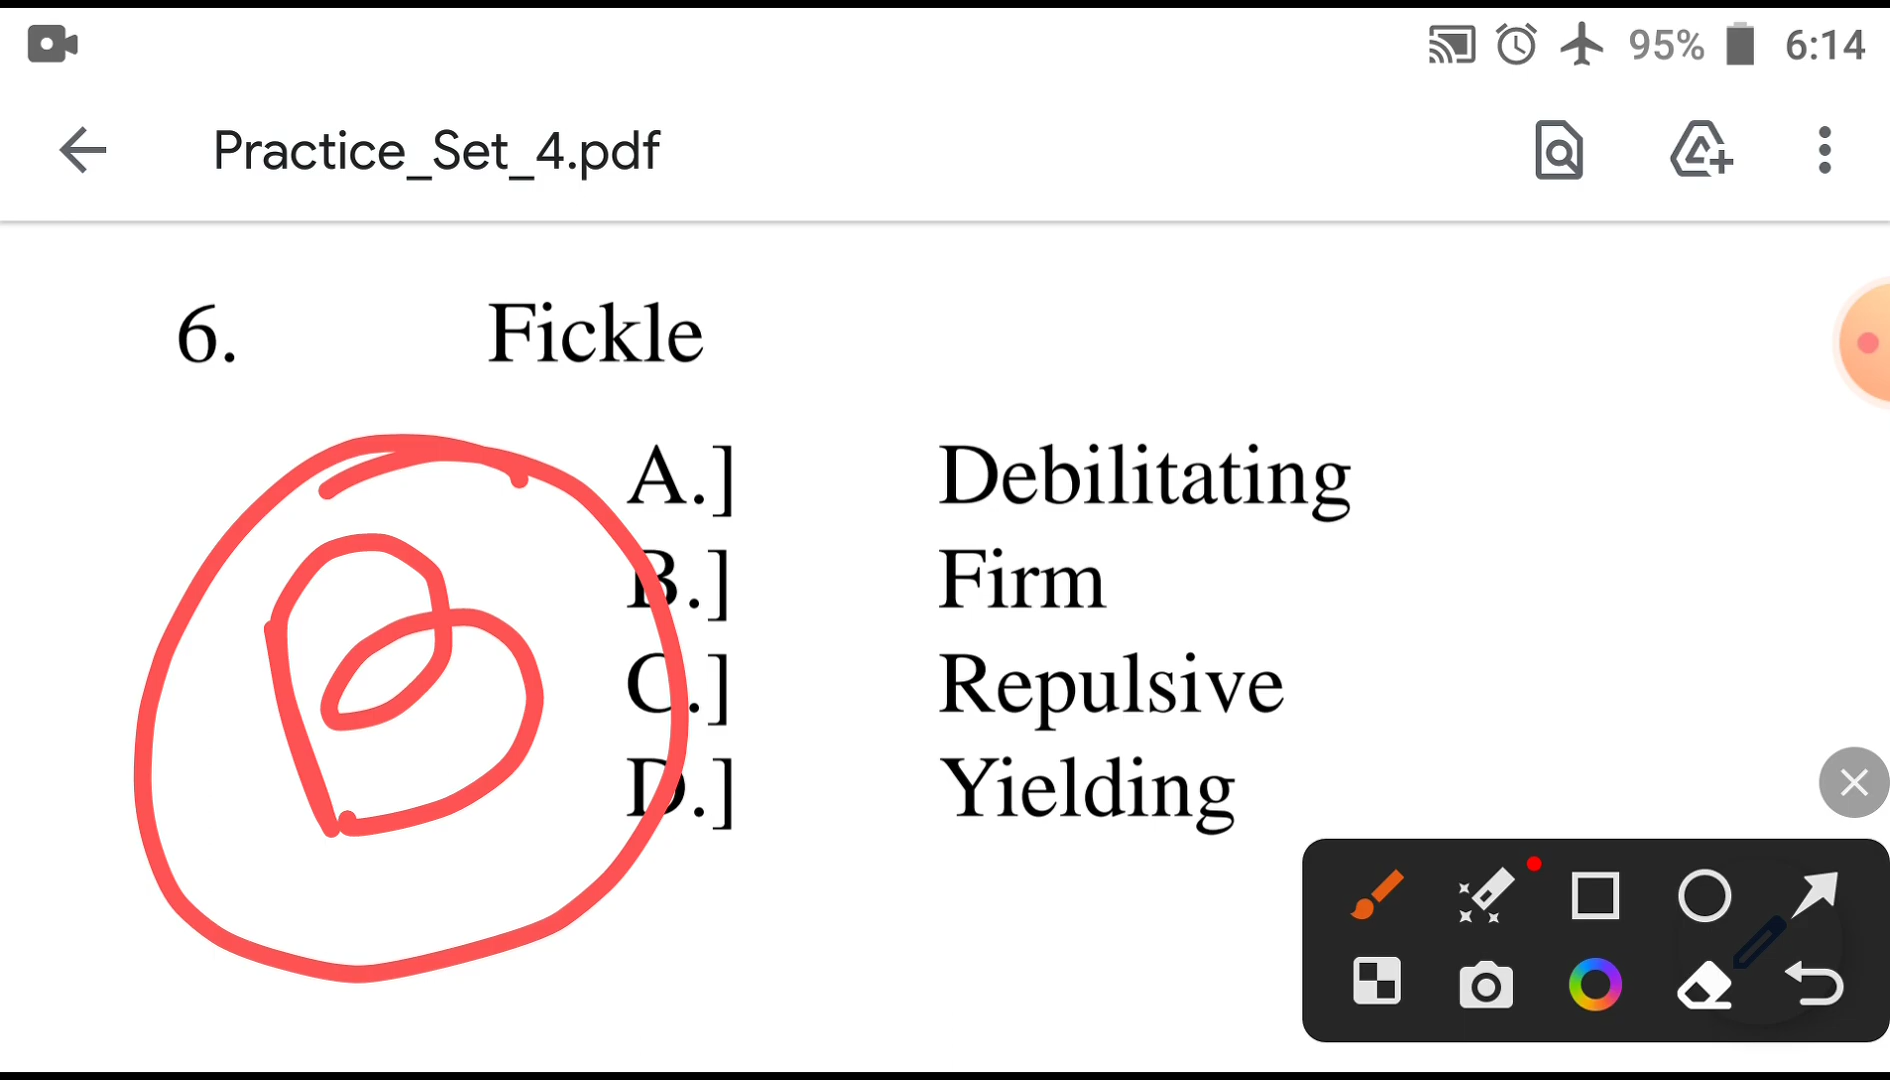 95% 6:14
Practice_Set_4.pdf
6. Fickle
A.] Debilitating
B.] Firm
C.] Repulsive
D.] Yielding
B